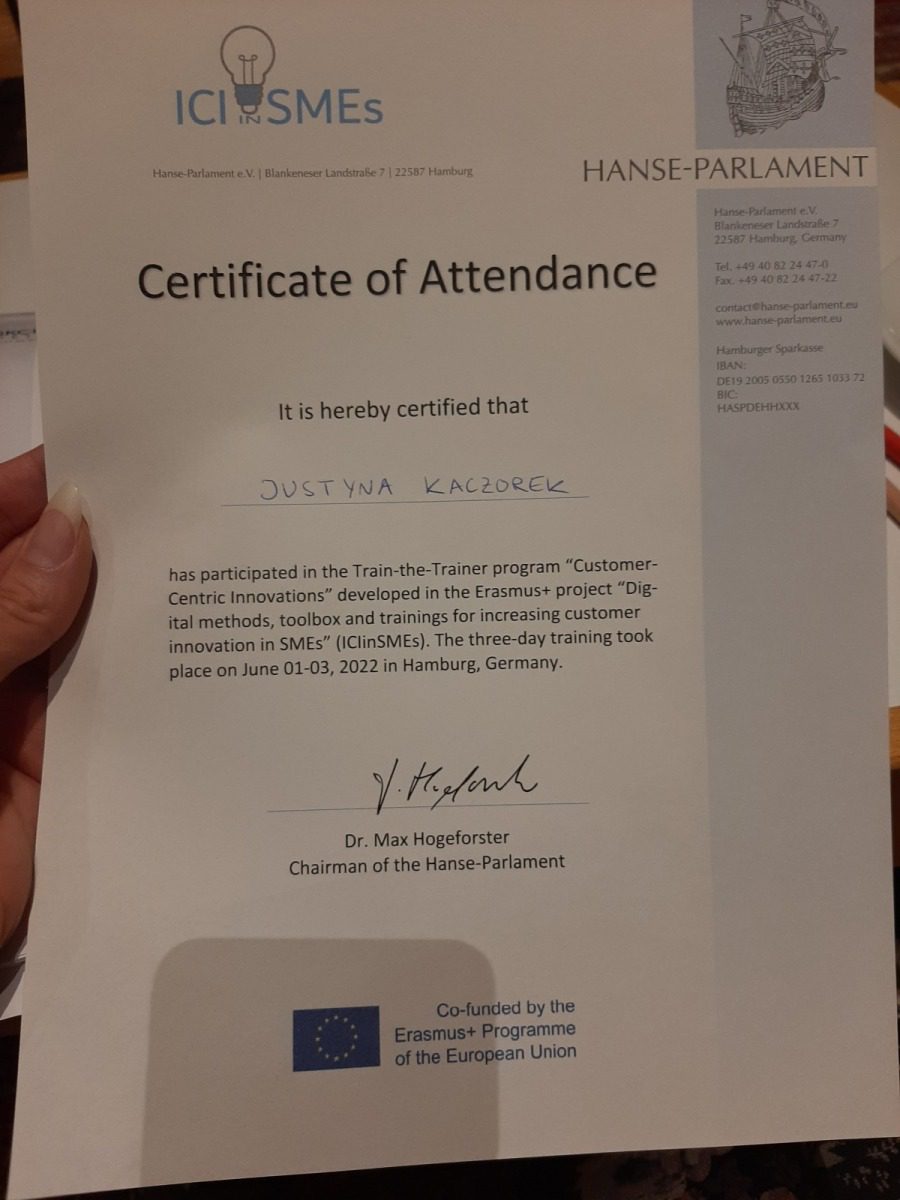 ICI IN SMEs
Hanse-Parlament e.V. | Blankeneser Landstraße 7 | 22587 Hamburg
HANSE-PARLAMENT
Hanse-Parlament e.V.
Blankeneser Landstraße 7
22587 Hamburg, Germany
Tel. +49 40 82 24 47-0
Fax. +49 40 82 24 47-22
contact@hanse-parlament.eu
www.hanse-parlament.eu
Hamburger Sparkasse
IBAN:
DE19 2005 0550 1265 1033 72
BIC:
HASPDEHHXXX
Certificate of Attendance
It is hereby certified that
JUSTYNA KACZOREK
has participated in the Train-the-Trainer program “Customer-
Centric Innovations” developed in the Erasmus+ project “Dig-
ital methods, toolbox and trainings for increasing customer
innovation in SMEs” (ICIinSMEs). The three-day training took
place on June 01-03, 2022 in Hamburg, Germany.
Dr. Max Hogeforster
Chairman of the Hanse-Parlament
Co-funded by the
Erasmus+ Programme
of the European Union